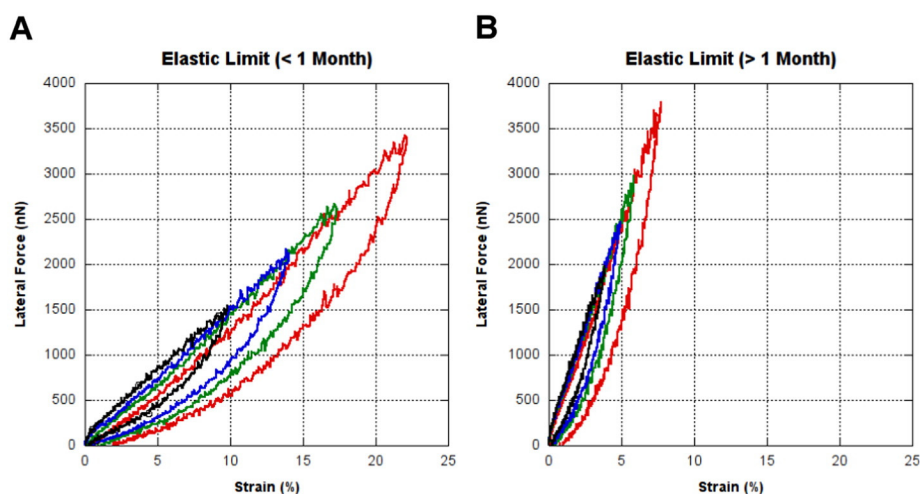 A
B
Elastic Limit (< 1 Month)
Elastic Limit (> 1 Month)
4000
3500
3000
2500
2000
1500
1000
500
0
Lateral Force (nN)
0 5 10 15 20 25
Strain (%)
4000
3500
3000
2500
2000
1500
1000
500
0
Lateral Force (nN)
0 5 10 15 20 25
Strain (%)